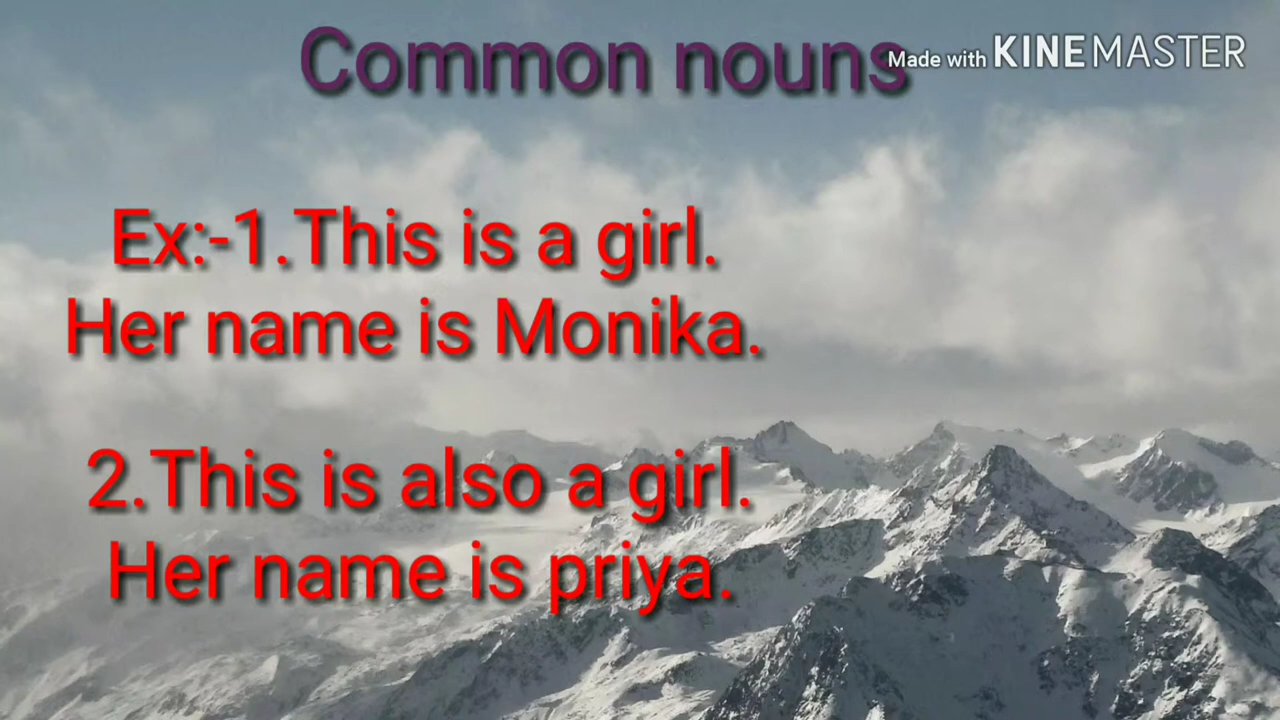 Common nouns
Made with KINEMASTER
Ex:-1.This is a girl.
Her name is Monika.
2.This is also a girl.
Her name is priya.